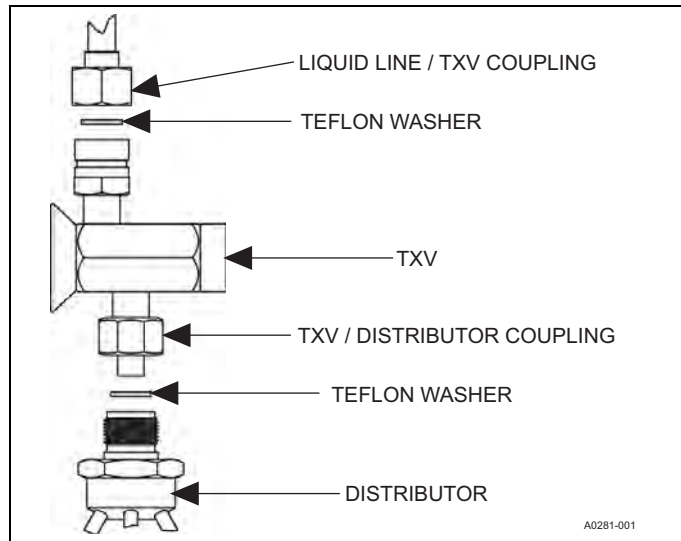 LIQUID LINE / TXV COUPLING
TEFLON WASHER
TXV
TXV / DISTRIBUTOR COUPLING
TEFLON WASHER
DISTRIBUTOR
A0281-001